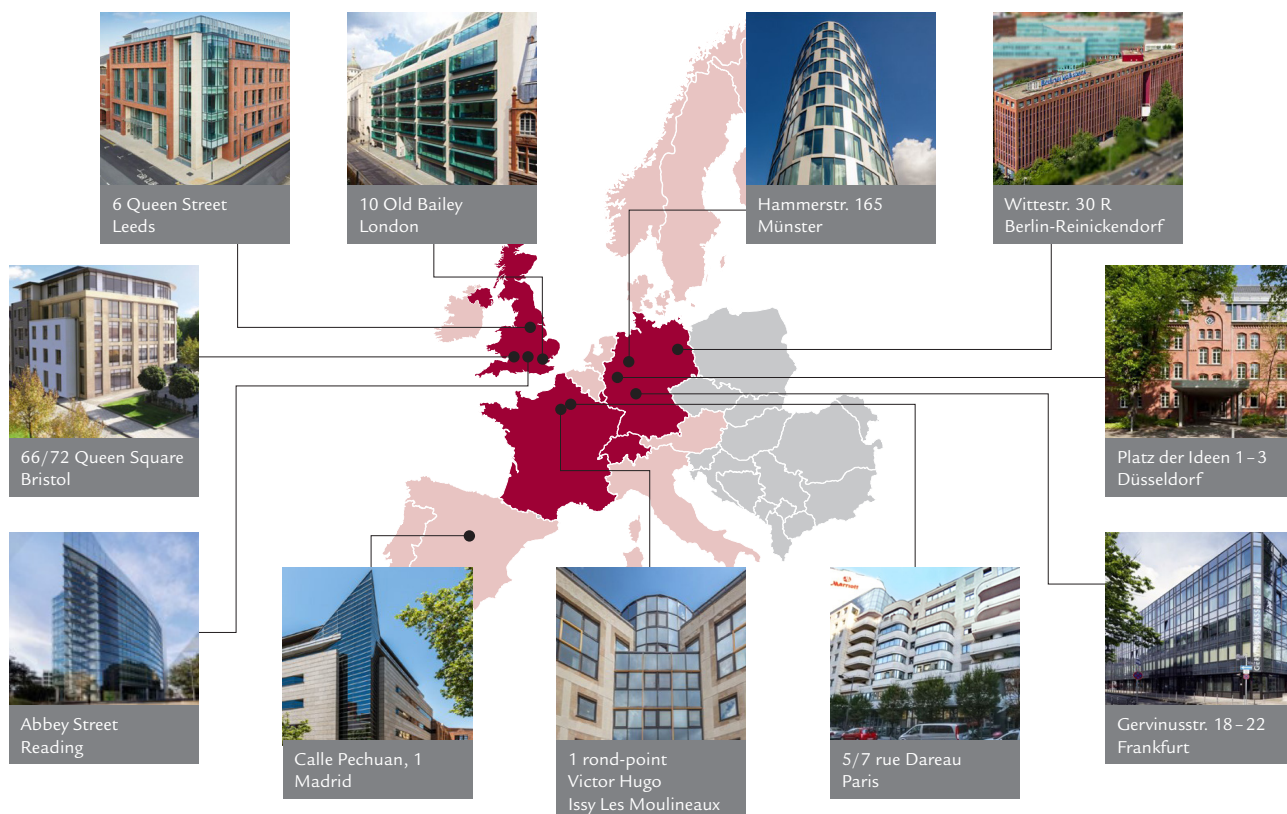 6 Queen Street
Leeds
10 Old Bailey
London
Hammerstr. 165
Münster
Wittestr. 30 R
Berlin-Reinickendorf
66/72 Queen Square
Bristol
Platz der Ideen 1–3
Düsseldorf
Abbey Street
Reading
Calle Pechuan, 1
Madrid
1 rond-point
Victor Hugo
Issy Les Moulineaux
Marriott
5/7 rue Dareau
Paris
Gervinusstr. 18–22
Frankfurt